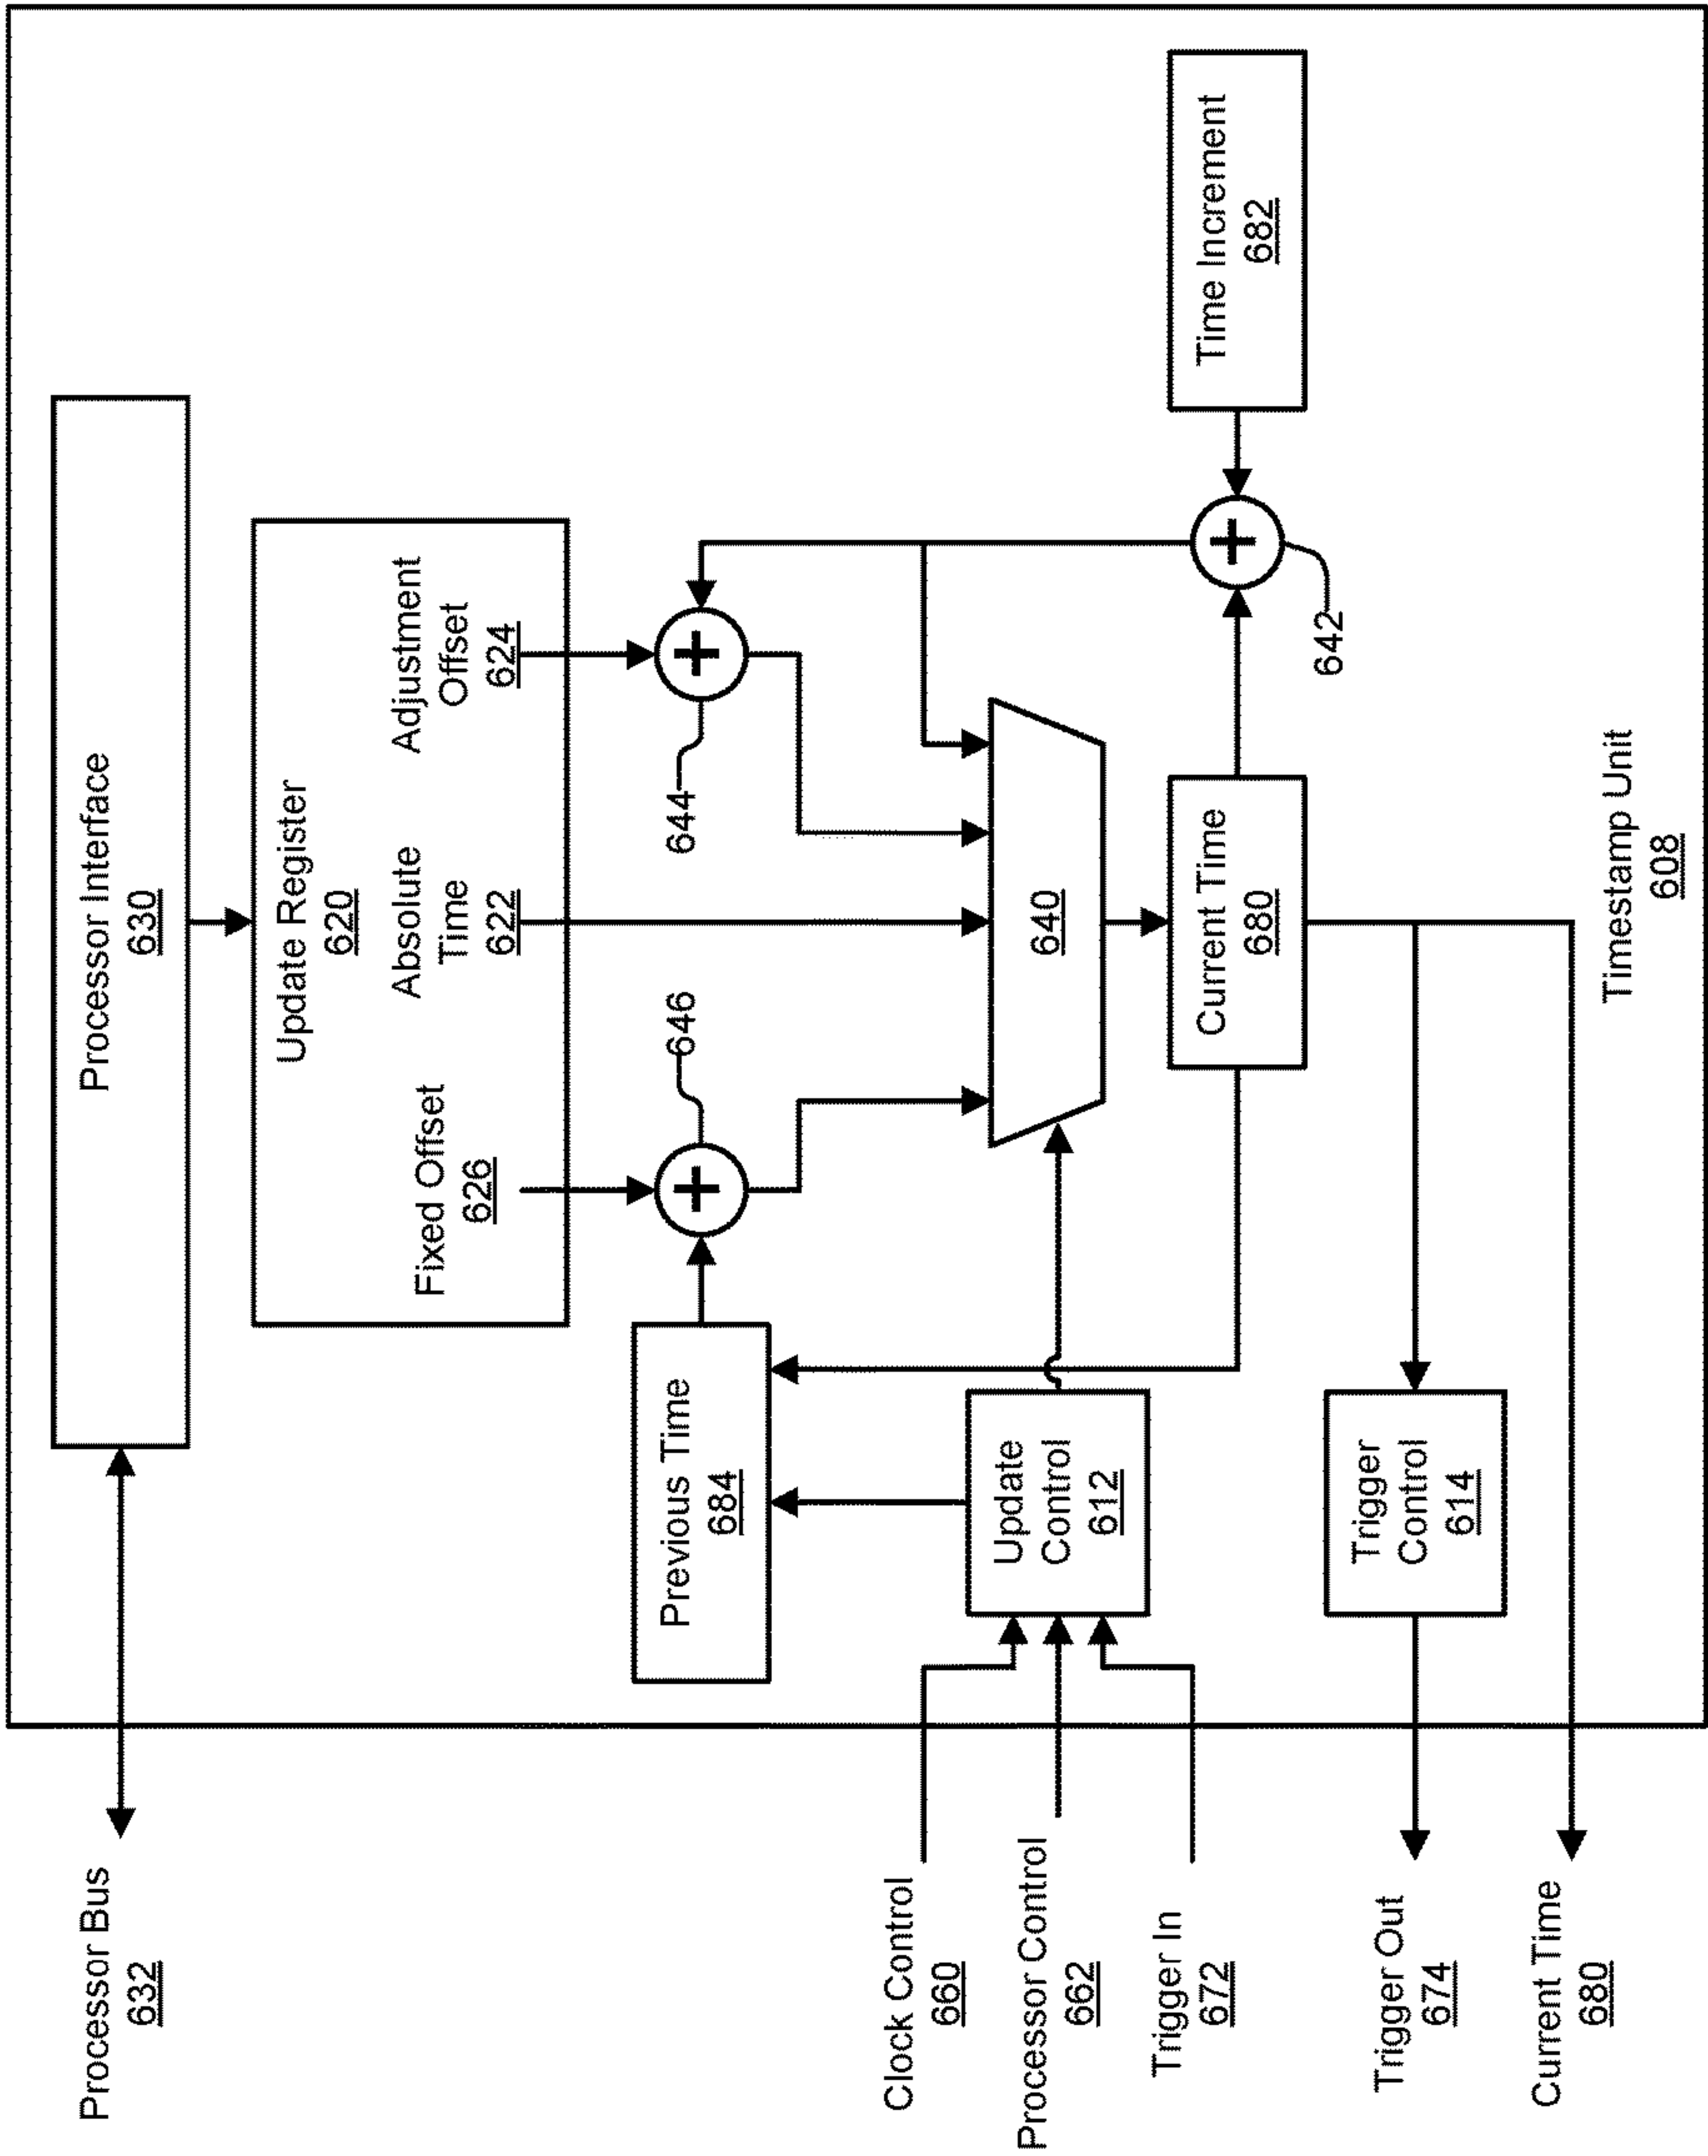 Processor Bus
632
Processor Interface
630
Update Register
620
Fixed Offset
626
Absolute
Time
622
Adjustment
Offset
624
646
644
Previous Time
684
Clock Control
660
Processor Control
662
Trigger In
672
Update
Control
612
640
Current Time
680
642
Time Increment
682
Trigger Out
674
Trigger
Control
614
Current Time
680
Timestamp Unit
608